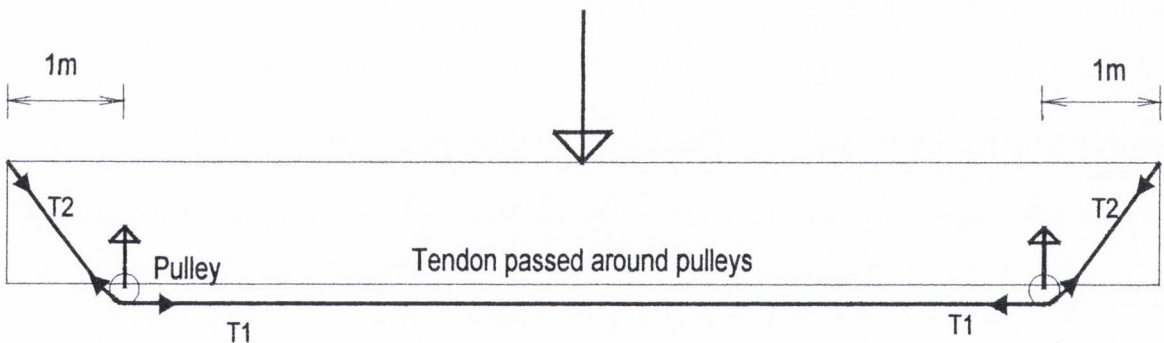 1m
1m
T2
T2
Pulley
Tendon passed around pulleys
T1
T1